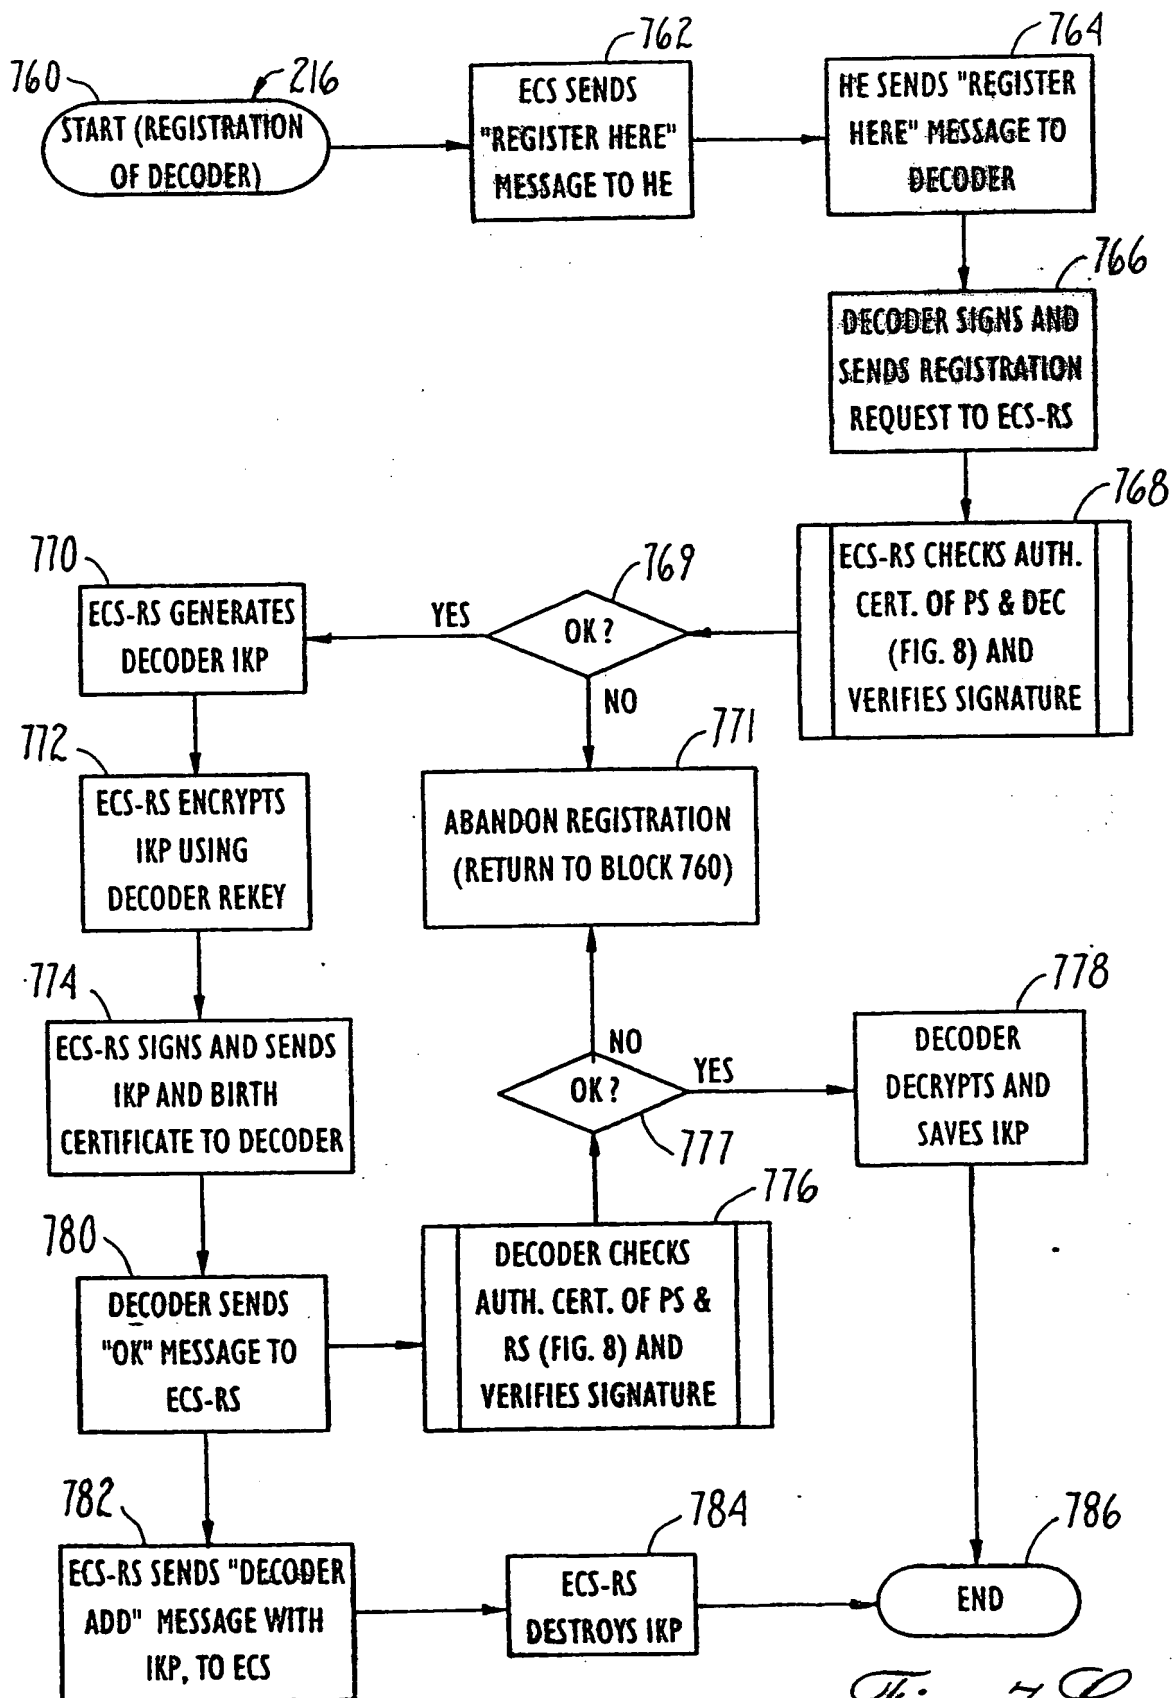 760
216
START (REGISTRATION
OF DECODER)
762
ECS SENDS
"REGISTER HERE"
MESSAGE TO HE
764
HE SENDS "REGISTER
HERE" MESSAGE TO
DECODER
766
DECODER SIGNS AND
SENDS REGISTRATION
REQUEST TO ECS-RS
768
ECS-RS CHECKS AUTH.
CERT. OF PS & DEC
(FIG. 8) AND
VERIFIES SIGNATURE
769
OK?
YES
NO
770
ECS-RS GENERATES
DECODER IKP
771
ABANDON REGISTRATION
(RETURN TO BLOCK 760)
772
ECS-RS ENCRYPTS
IKP USING
DECODER REKEY
774
ECS-RS SIGNS AND SENDS
IKP AND BIRTH
CERTIFICATE TO DECODER
780
DECODER SENDS
"OK" MESSAGE TO
ECS-RS
776
DECODER CHECKS
AUTH. CERT. OF PS &
RS (FIG. 8) AND
VERIFIES SIGNATURE
NO
OK?
YES
777
778
DECODER
DECRYPTS AND
SAVES IKP
782
ECS-RS SENDS "DECODER
ADD" MESSAGE WITH
IKP, TO ECS
784
ECS-RS
DESTROYS IKP
786
END